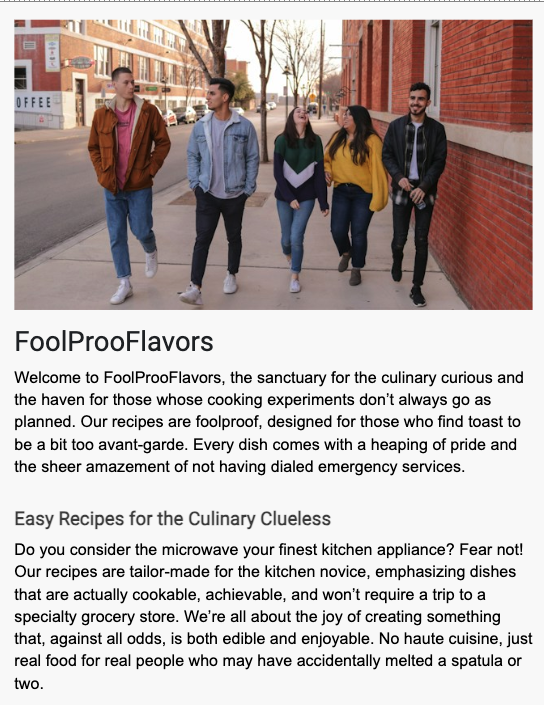 OFFEE
FoolProoFlavors
Welcome to FoolProoFlavors, the sanctuary for the culinary curious and
the haven for those whose cooking experiments don’t always go as
planned. Our recipes are foolproof, designed for those who find toast to
be a bit too avant-garde. Every dish comes with a heaping of pride and
the sheer amazement of not having dialed emergency services.
Easy Recipes for the Culinary Clueless
Do you consider the microwave your finest kitchen appliance? Fear not!
Our recipes are tailor-made for the kitchen novice, emphasizing dishes
that are actually cookable, achievable, and won’t require a trip to a
specialty grocery store. We’re all about the joy of creating something
that, against all odds, is both edible and enjoyable. No haute cuisine, just
real food for real people who may have accidentally melted a spatula or
two.